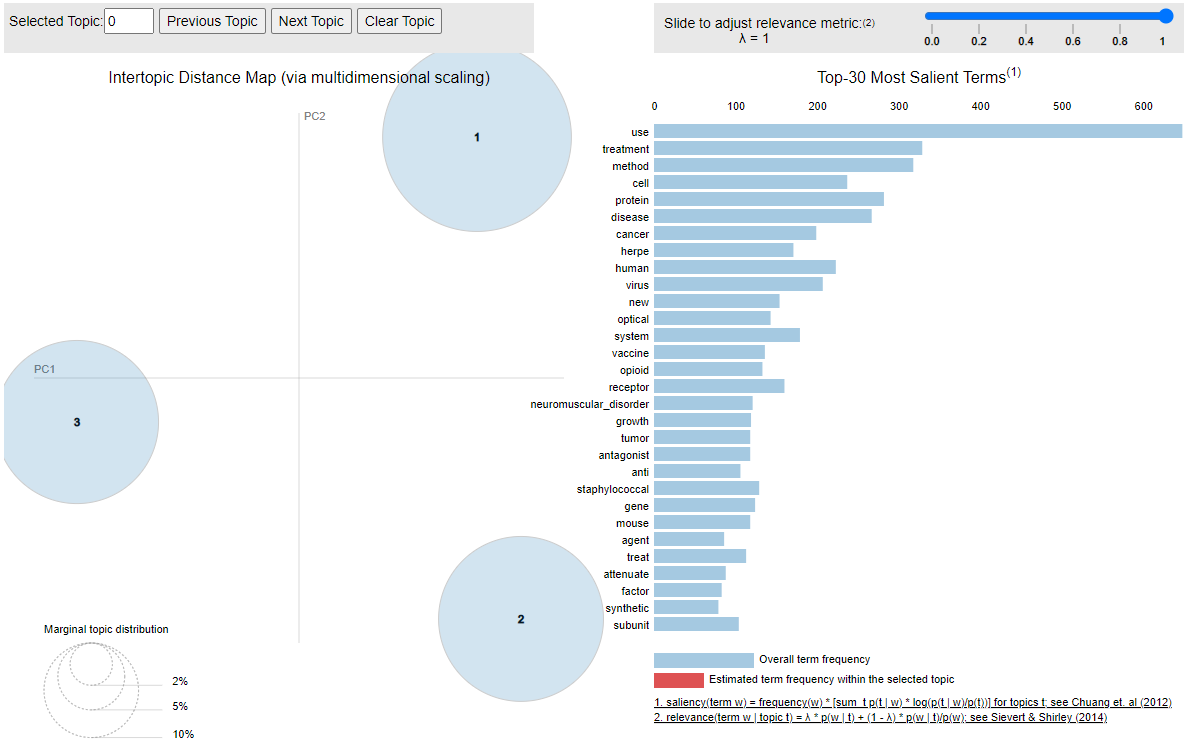 Selected Topic: 0 Previous Topic Next Topic Clear Topic
Slide to adjust relevance metric:(2)
λ = 1
0.0 0.2 0.4 0.6 0.8 1
Intertopic Distance Map (via multidimensional scaling)
PC2
PC1
1
3
2
Marginal topic distribution
2%
5%
10%
Top-30 Most Salient Terms(1)
0 100 200 300 400 500 600
use
treatment
method
cell
protein
disease
cancer
herpe
human
virus
new
optical
system
vaccine
opioid
receptor
neuromuscular_disorder
growth
tumor
antagonist
anti
staphylococcal
gene
mouse
agent
treat
attenuate
factor
synthetic
subunit
Overall term frequency
Estimated term frequency within the selected topic
1. saliency(term w) = frequency(w) * [sum_t p(t | w) * log(p(t | w)/p(t))] for topics t; see Chuang et. al (2012)
2. relevance(term w | topic t) = λ * p(w | t) + (1 - λ) * p(w | t)/p(w); see Sievert & Shirley (2014)